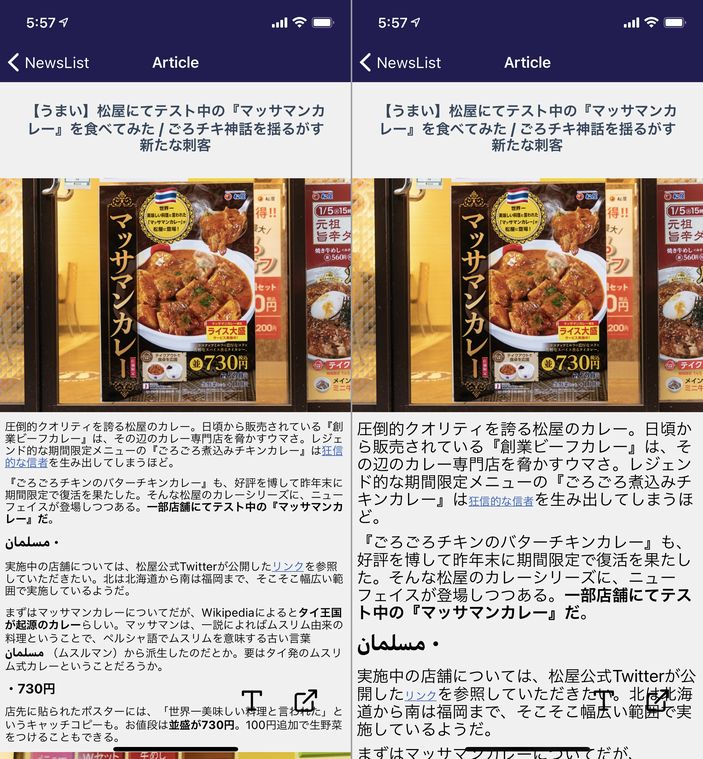 5:57
NewsList
Article
【うまい】松屋にてテスト中の『マッサマンカ
レー』を食べてみた / ごろチキ神話を揺るがす
新たな刺客
世界一
松屋
マッサマンカレー
ライス大盛
並730円
1/5
元祖
旨辛
200円
圧倒的クオリティを誇る松屋のカレー。日頃から販売されている『創
業ビーフカレー』は、その辺のカレー専門店を脅かすウマさ。レジェ
ンド的な期間限定メニューの『ごろごろ煮込みチキンカレー』は狂信
的な信者を生み出してしまうほど。
『ごろごろチキンのバターチキンカレー』も、好評を博して昨年末に
期間限定で復活を果たした。そんな松屋のカレーシリーズに、ニュー
フェイスが登場しつつある。一部店舗にてテスト中の『マッサマンカ
レー』だ。
・مسلمان
実施中の店舗については、松屋公式Twitterが公開したリンクを参照
していただきたい。北は北海道から南は福岡まで、そこそこ幅広い範
囲で実施しているようだ。
まずはマッサマンカレーについてだが、Wikipediaによるとタイ王国
が起源のカレーらしい。マッサマンは、一説によればムスリム由来の
料理ということで、ペルシャ語でムスリムを意味する古い言葉
مسلمان （ムスルマン）から派生したのだとか。要はタイ発のムスリ
ム式カレーということだろうか。
・730円
店先に貼られたポスターには、「世界一美味しい料理と言われた」と
いうキャッチコピーも。お値段は並盛が730円。100円追加で生野菜
をつけることもできる。
5:57
NewsList
Article
【うまい】松屋にてテスト中の『マッサマンカ
レー』を食べてみた / ごろチキ神話を揺るがす
新たな刺客
世界一
松屋
マッサマンカレー
ライス大盛
並730円
1/5
元祖
旨辛
200円
圧倒的クオリティを誇る松屋のカレー。日頃か
ら販売されている『創業ビーフカレー』は、そ
の辺のカレー専門店を脅かすウマさ。レジェン
ド的な期間限定メニューの『ごろごろ煮込みチ
キンカレー』は狂信的な信者を生み出してしまうほ
ど。
『ごろごろチキンのバターチキンカレー』も、
好評を博して昨年末に期間限定で復活を果たし
た。そんな松屋のカレーシリーズに、ニュー
フェイスが登場しつつある。一部店舗にてテス
ト中の『マッサマンカレー』だ。
・مسلمان
実施中の店舗については、松屋公式Twitterが公
開したリンクを参照していただきたい。北は北海
道から南は福岡まで、そこそこ幅広い範囲で実
施しているようだ。
まずはマッサマンカレーについてだが、